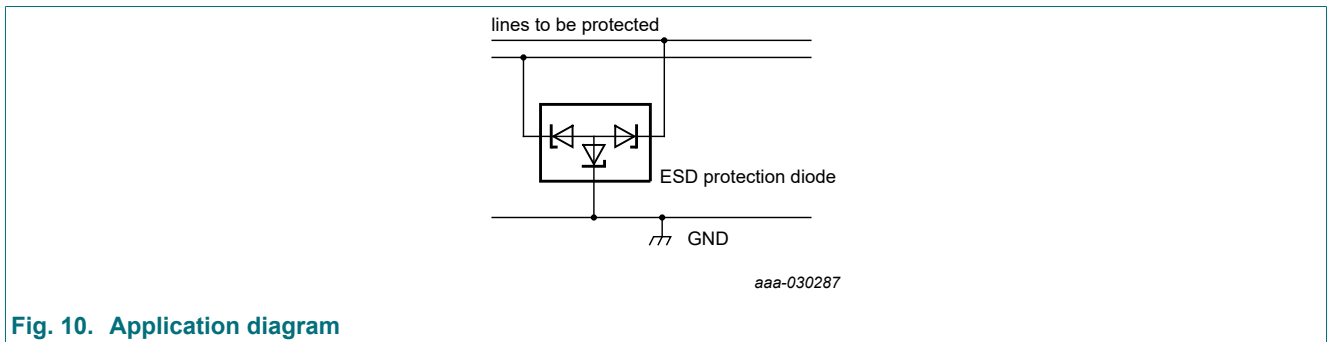 lines to be protected
ESD protection diode
GND
aaa-030287
Fig. 10. Application diagram